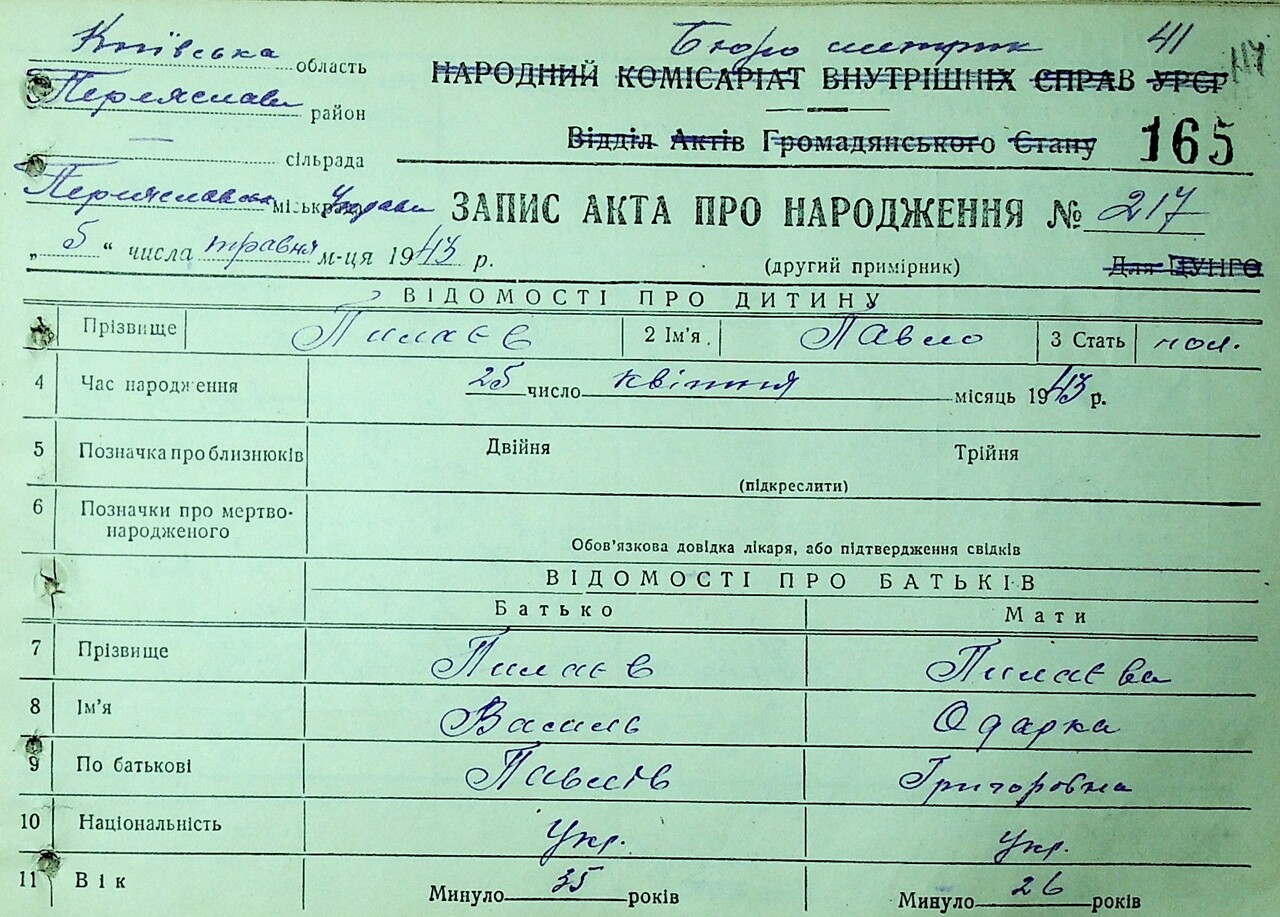 Київська область
Бюро метрик 41
117
НАРОДНИЙ КОМІСАРІАТ ВНУТРІШНІХ СПРАВ УРСР
Переяслави район
Відділ Актів Громадянського Стану 165
— сільрада
Переяславська міськрада Управи
ЗАПИС АКТА ПРО НАРОДЖЕННЯ № 217
„ 5 “ числа травня м-ця 1943 р.
(другий примірник) Для ЦУНГО
ВІДОМОСТІ ПРО ДИТИНУ
Прізвище Пилаєв 2 Ім'я Павло 3 Стать чол.
4 Час народження 25 число квітня місяць 1943 р.
5 Позначка про близнюків Двійня Трійня
(підкреслити)
6 Позначки про мертво-
народженого
Обов'язкова довідка лікаря, або підтвердження свідків
ВІДОМОСТІ ПРО БАТЬКІВ
Батько Мати
7 Прізвище Пилаєв Пилаєва
8 Ім'я Василь Одарка
9 По батькові Павлів Григоровна
10 Національність Укр. Укр.
11 Вік Минуло 35 років Минуло 26 років